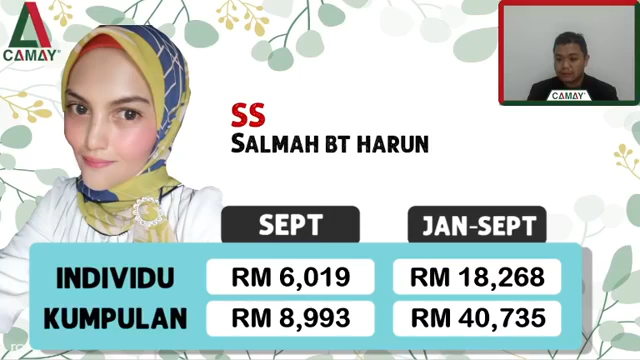 CAMAY®
CAMAY®
SS
SALMAH BT HARUN
SEPT JAN-SEPT
INDIVIDU RM 6,019 RM 18,268
KUMPULAN RM 8,993 RM 40,735